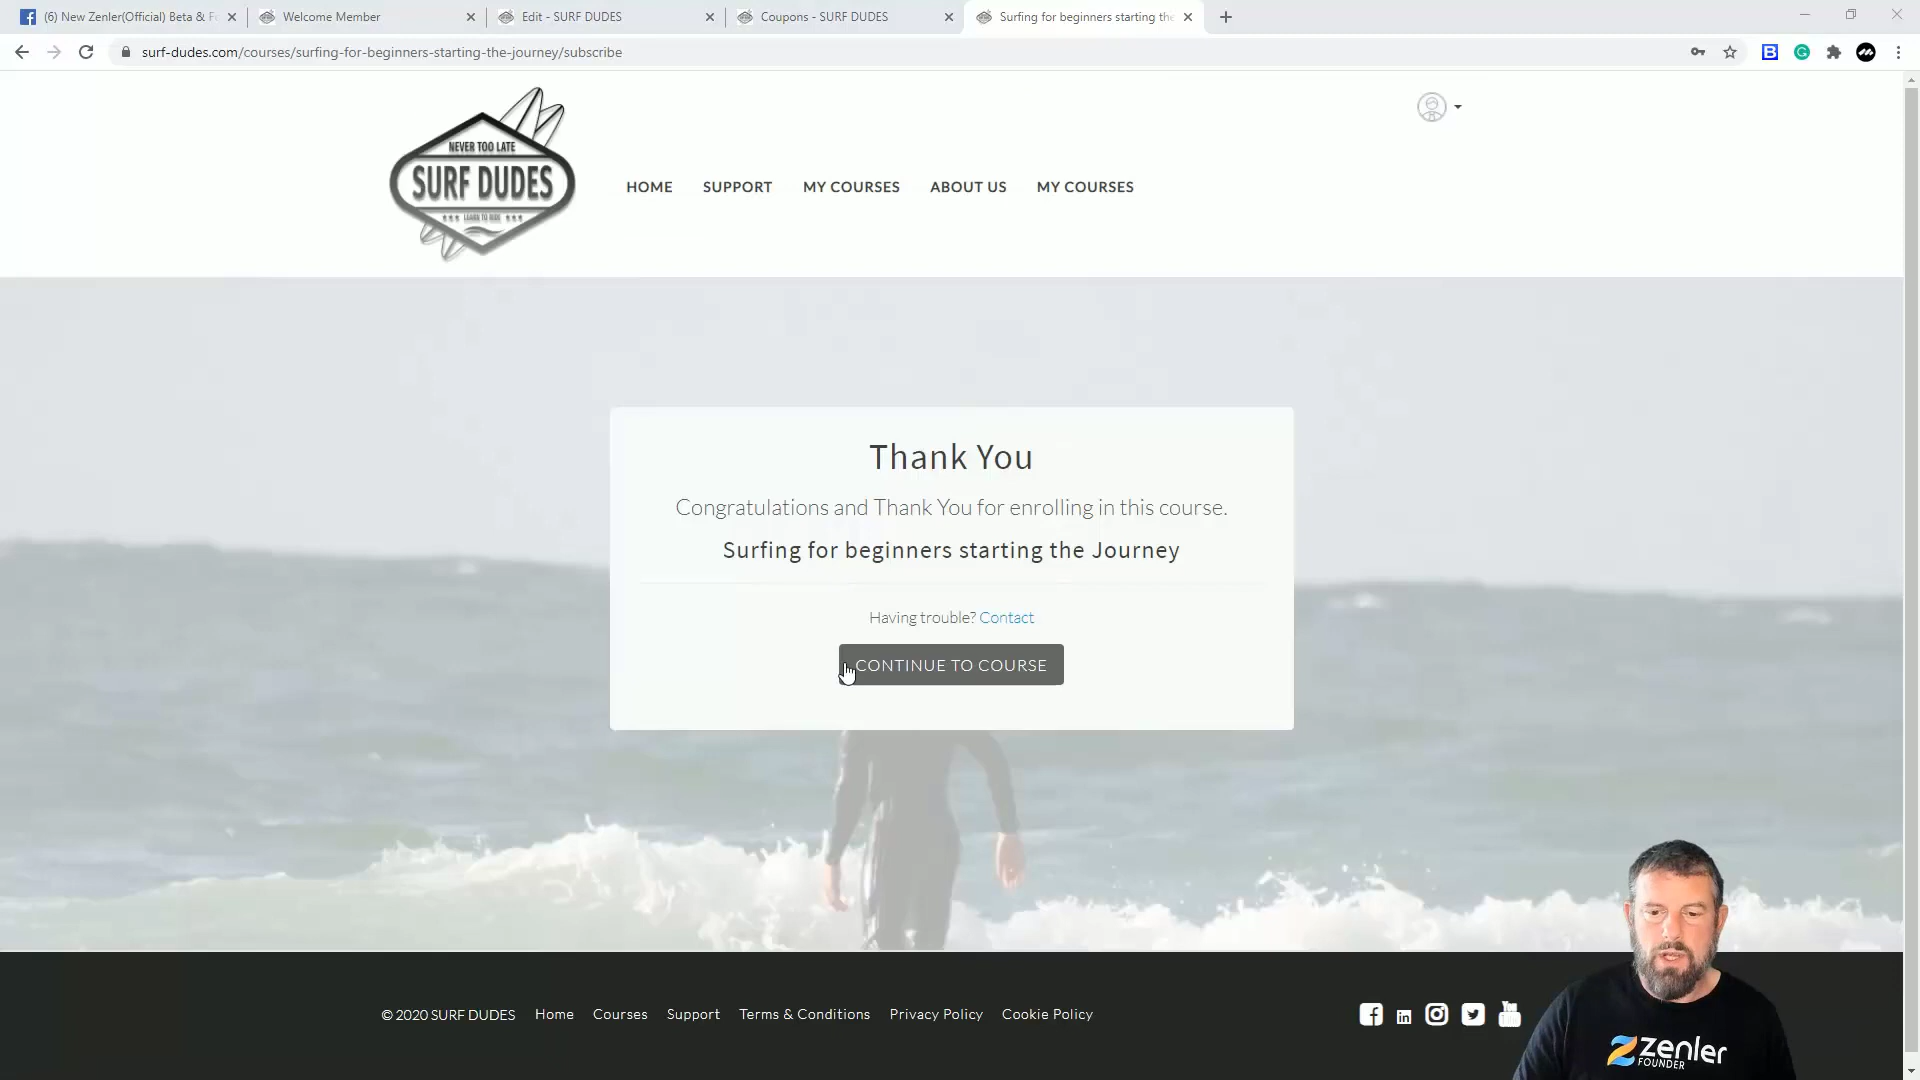 (6) New Zenler(Official) Beta & Fo
Welcome Member
Edit - SURF DUDES
Coupons - SURF DUDES
Surfing for beginners starting the
surf-dudes.com/courses/surfing-for-beginners-starting-the-journey/subscribe
NEVER TOO LATE
SURF DUDES
LEARN TO RIDE
HOME
SUPPORT
MY COURSES
ABOUT US
MY COURSES
Thank You
Congratulations and Thank You for enrolling in this course.
Surfing for beginners starting the Journey
Having trouble? Contact
CONTINUE TO COURSE
© 2020 SURF DUDES
Home
Courses
Support
Terms & Conditions
Privacy Policy
Cookie Policy
zenler
FOUNDER